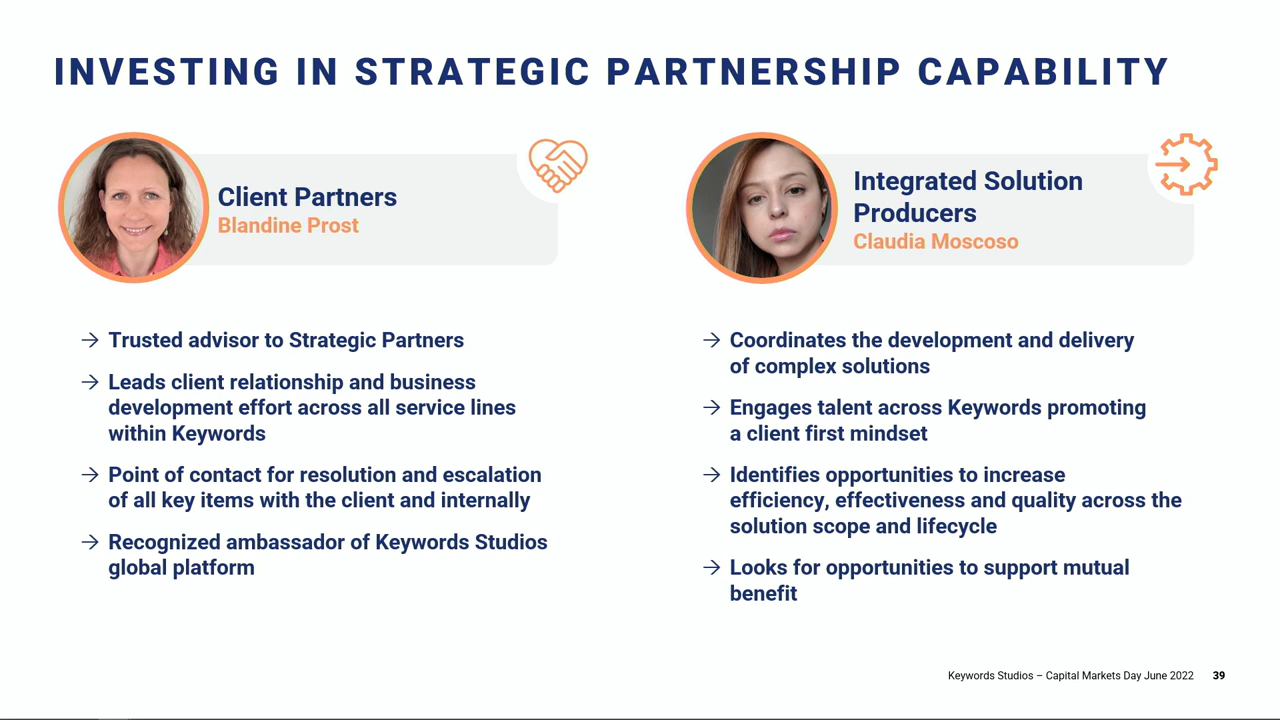 INVESTING IN STRATEGIC PARTNERSHIP CAPABILITY
Client Partners
Blandine Prost
→ Trusted advisor to Strategic Partners
→ Leads client relationship and business
development effort across all service lines
within Keywords
→ Point of contact for resolution and escalation
of all key items with the client and internally
→ Recognized ambassador of Keywords Studios
global platform
Integrated Solution
Producers
Claudia Moscoso
→ Coordinates the development and delivery
of complex solutions
→ Engages talent across Keywords promoting
a client first mindset
→ Identifies opportunities to increase
efficiency, effectiveness and quality across the
solution scope and lifecycle
→ Looks for opportunities to support mutual
benefit
Keywords Studios – Capital Markets Day June 2022 39